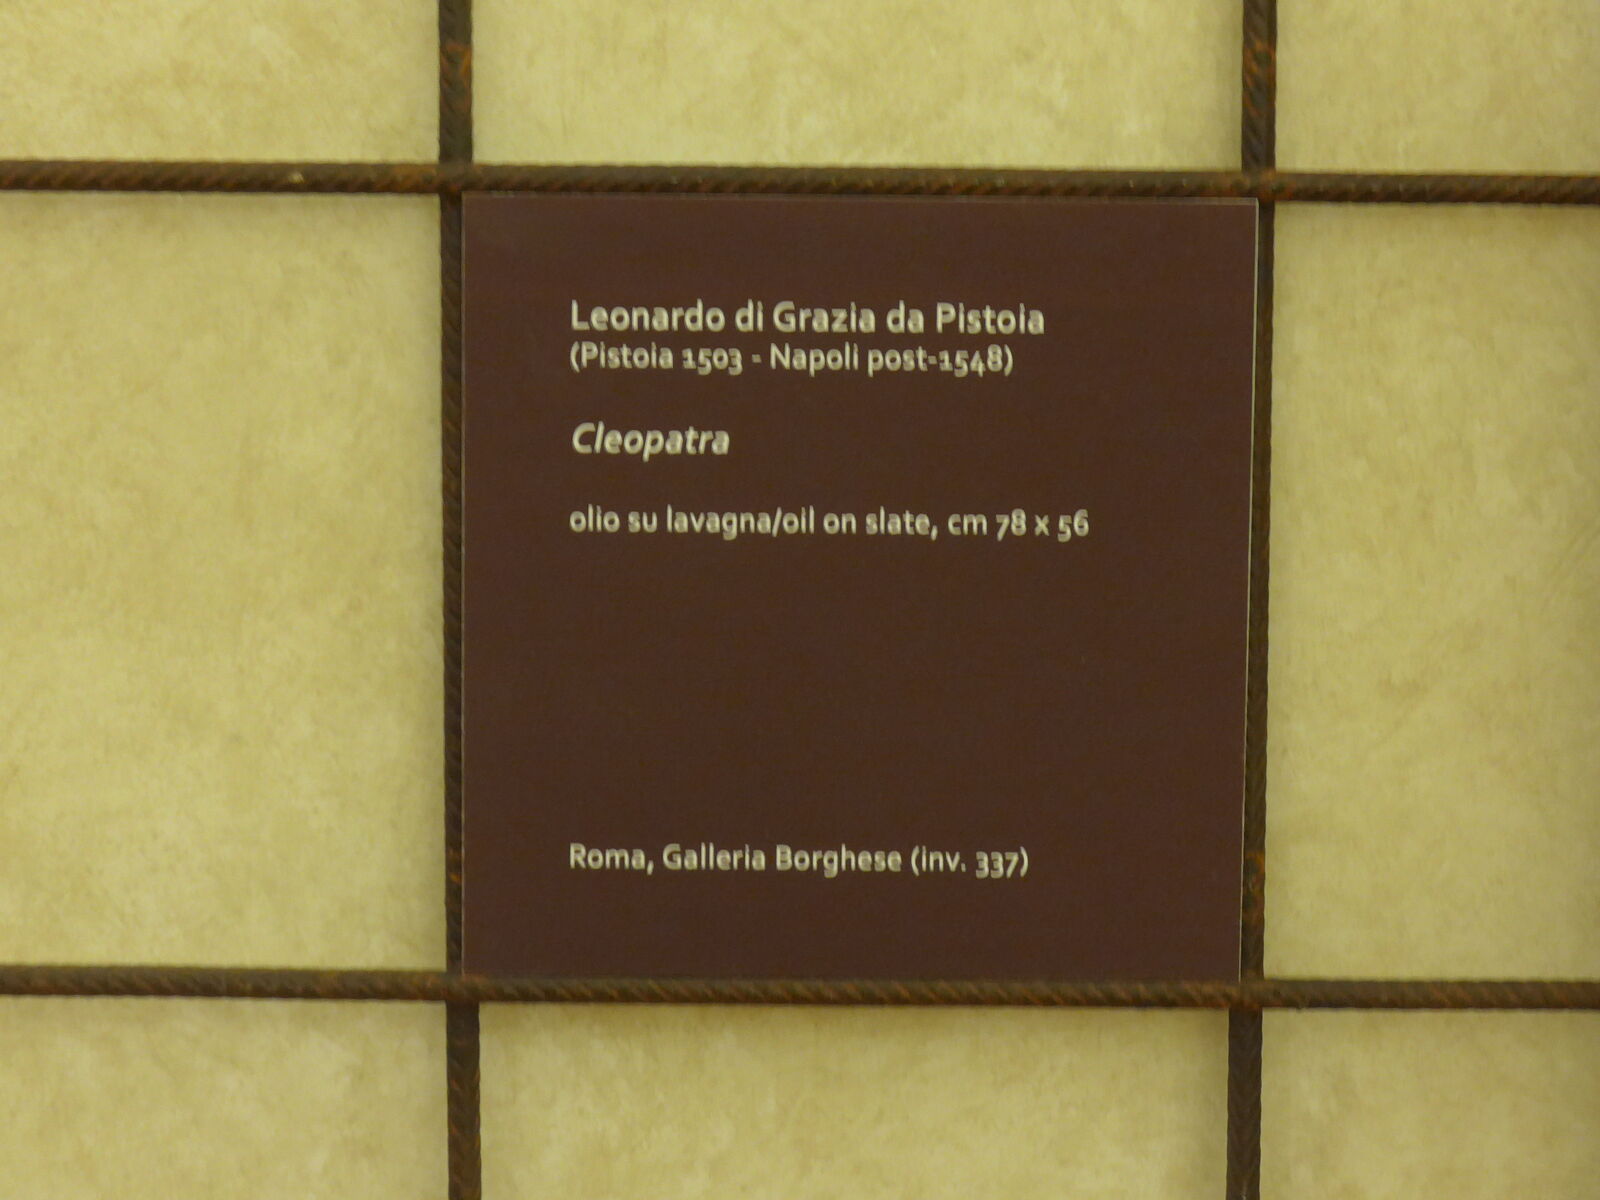 Leonardo di Grazia da Pistoia
(Pistoia 1503 - Napoli post-1548)
Cleopatra
olio su lavagna/oil on slate, cm 78 x 56
Roma, Galleria Borghese (inv. 337)